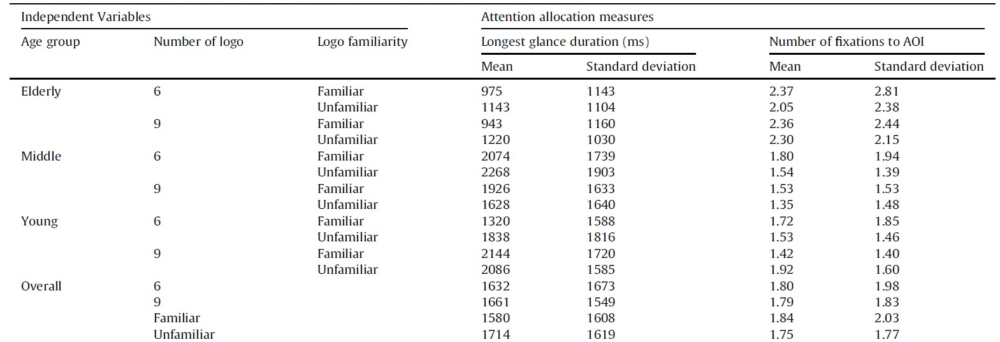 Independent Variables Attention allocation measures
Age group Number of logo Logo familiarity Longest glance duration (ms) Number of fixations to AOI
Mean Standard deviation Mean Standard deviation
Elderly 6 Familiar 975 1143 2.37 2.81
Unfamiliar 1143 1104 2.05 2.38
9 Familiar 943 1160 2.36 2.44
Unfamiliar 1220 1030 2.30 2.15
Middle 6 Familiar 2074 1739 1.80 1.94
Unfamiliar 2268 1903 1.54 1.39
9 Familiar 1926 1633 1.53 1.53
Unfamiliar 1628 1640 1.35 1.48
Young 6 Familiar 1320 1588 1.72 1.85
Unfamiliar 1838 1816 1.53 1.46
9 Familiar 2144 1720 1.42 1.40
Unfamiliar 2086 1585 1.92 1.60
Overall 6 1632 1673 1.80 1.98
9 1661 1549 1.79 1.83
Familiar 1580 1608 1.84 2.03
Unfamiliar 1714 1619 1.75 1.77